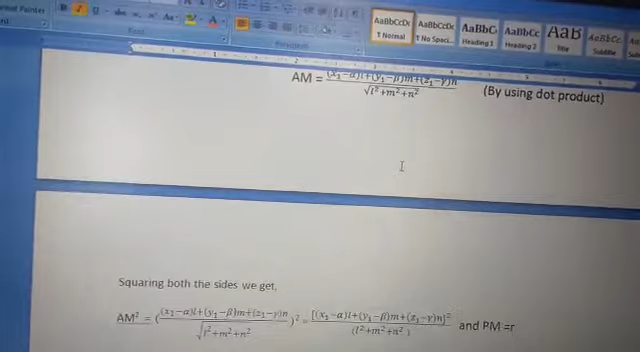 AaBbCcDc AaBbCcDc AaBbC AaBbCc AaB AaBbCc.
¶ Normal ¶ No Spaci... Heading 1 Heading 2 Title Subtitle
AM = (x₁−α)l+(y₁−β)m+(z₁−γ)n / √l²+m²+n² (By using dot product)
Squaring both the sides we get,
AM² = ((x₁−α)l+(y₁−β)m+(z₁−γ)n / √l²+m²+n²)² = [(x₁−α)l+(y₁−β)m+(z₁−γ)n]² / (l²+m²+n²) and PM =r